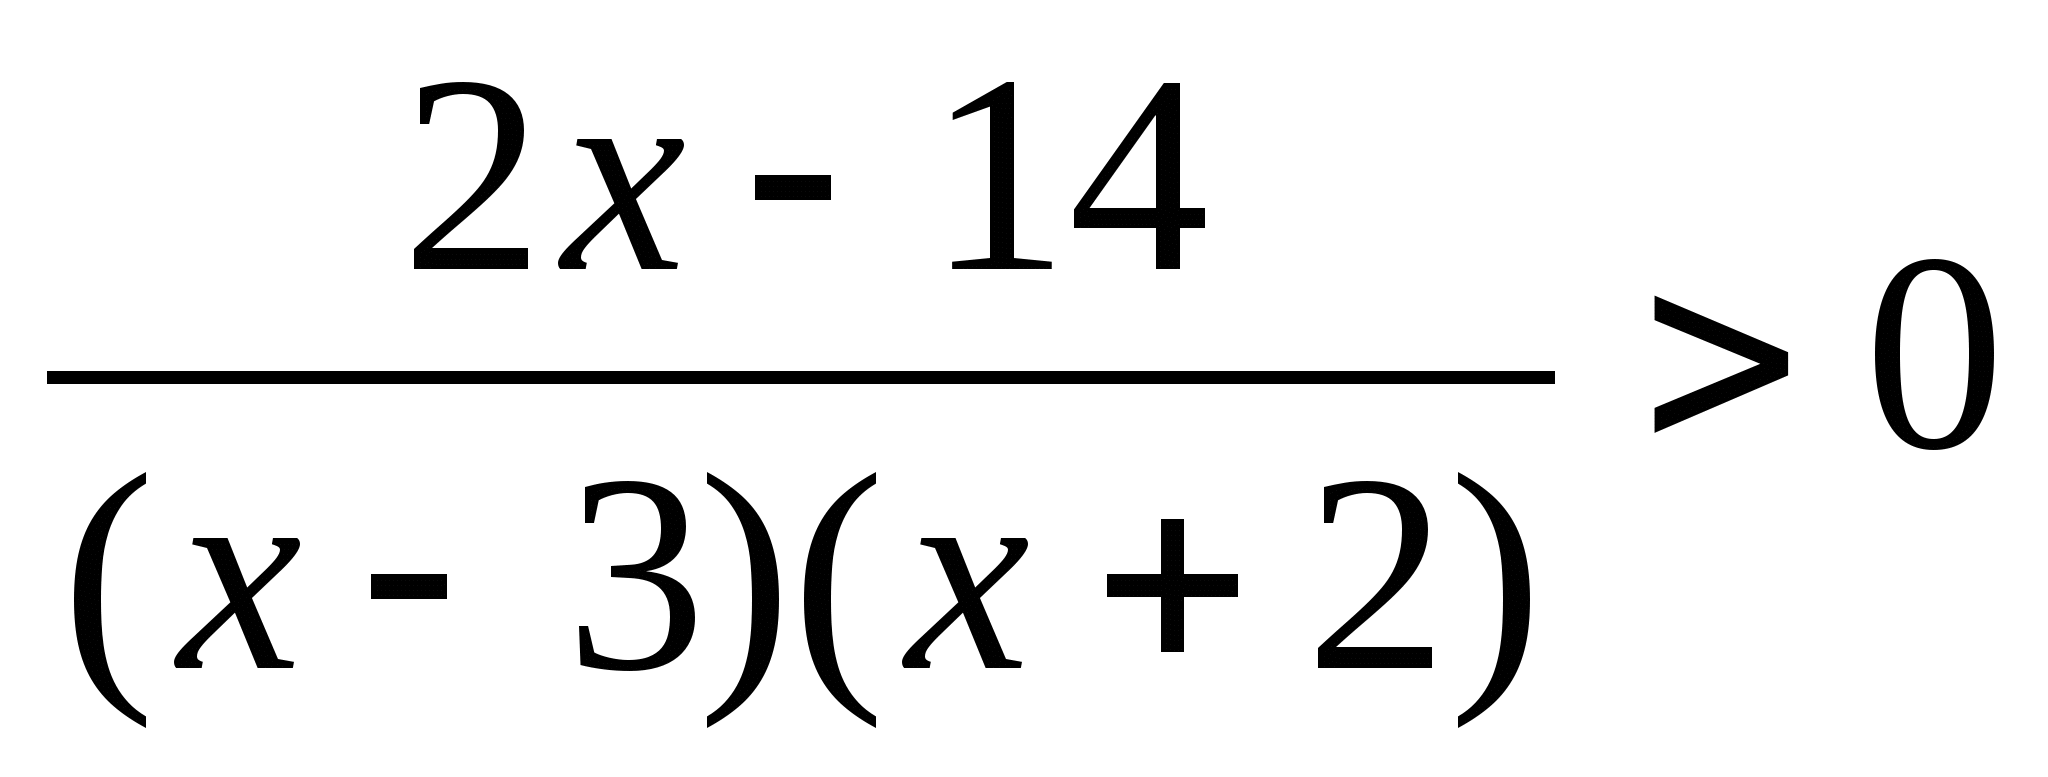 2x - 14
(x - 3)(x + 2) > 0